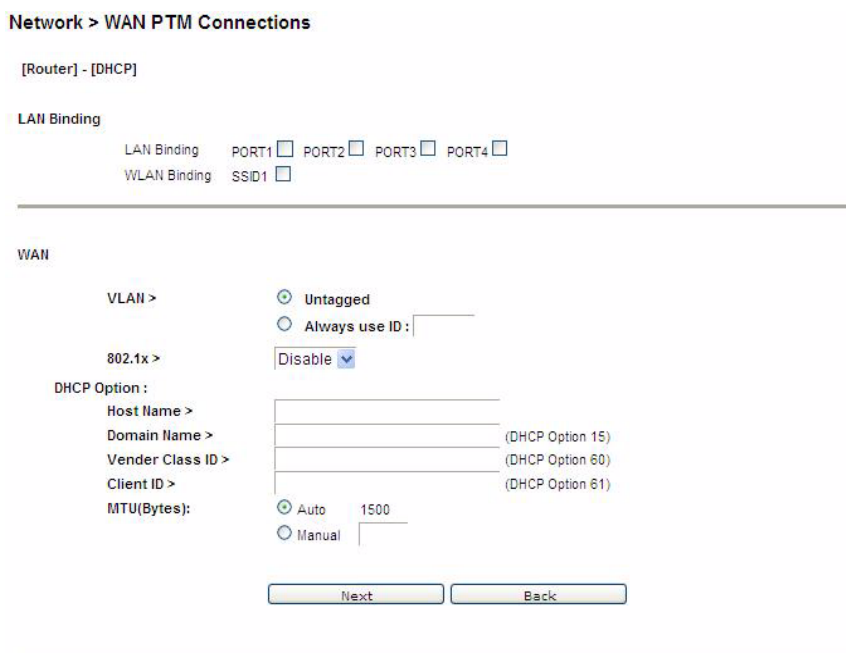 Network > WAN PTM Connections
[Router] - [DHCP]
LAN Binding
LAN Binding PORT1 PORT2 PORT3 PORT4
WLAN Binding SSID1
WAN
VLAN > Untagged
Always use ID :
802.1x > Disable
DHCP Option :
Host Name >
Domain Name > (DHCP Option 15)
Vender Class ID > (DHCP Option 60)
Client ID > (DHCP Option 61)
MTU(Bytes): Auto 1500
Manual
Next Back